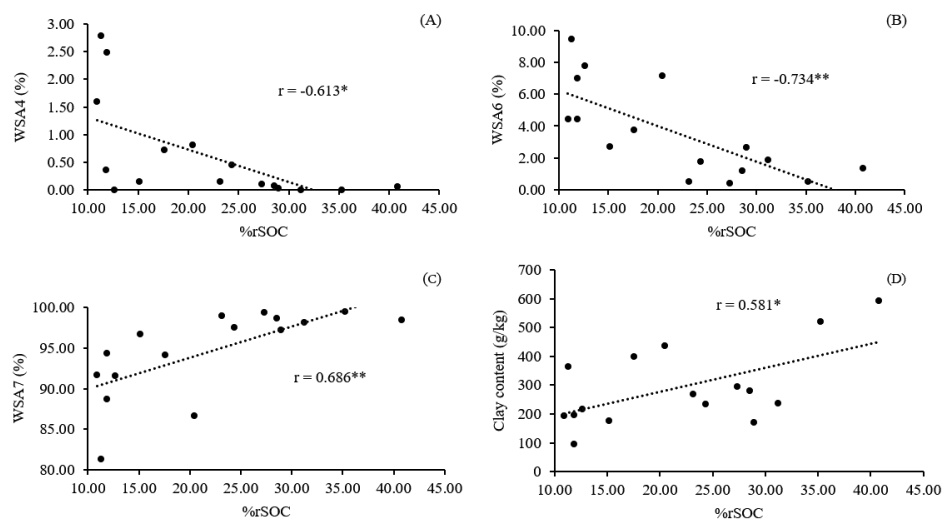 (A)
3.00
2.50
2.00
1.50
1.00
0.50
0.00
WSA4 (%)
r = -0.613*
10.00 15.00 20.00 25.00 30.00 35.00 40.00 45.00
%rSOC
(B)
10.00
8.00
6.00
4.00
2.00
0.00
WSA6 (%)
r = -0.734**
10.00 15.00 20.00 25.00 30.00 35.00 40.00 45.00
%rSOC
(C)
100.00
95.00
90.00
85.00
80.00
WSA7 (%)
r = 0.686**
10.00 15.00 20.00 25.00 30.00 35.00 40.00 45.00
%rSOC
(D)
700
600
500
400
300
200
100
0
Clay content (g/kg)
r = 0.581*
10.00 15.00 20.00 25.00 30.00 35.00 40.00 45.00
%rSOC